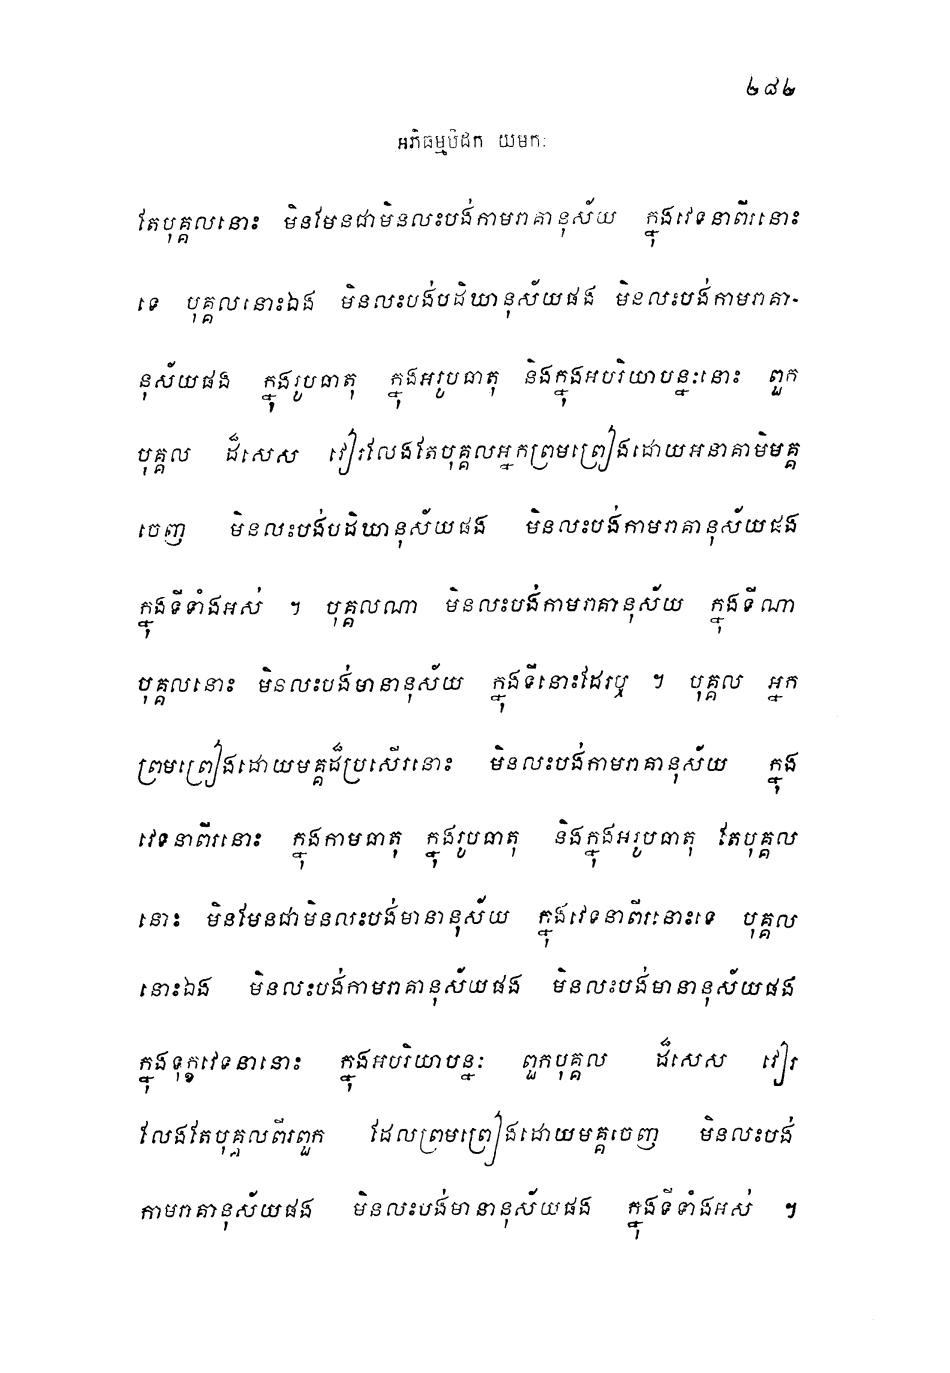 ២៨២
អភិធម្មបិដក យមកៈ
តែបុគ្គលនោះ មិនមែនជាមិនលះបង់កាមរាគានុស័យ ក្នុងវេទនាពីរនោះ
ទេ បុគ្គលនោះឯង មិនលះបង់បដិឃានុស័យផង មិនលះបង់កាមរាគា-
នុស័យផង ក្នុងរូបធាតុ ក្នុងអរូបធាតុ និងក្នុងអបរិយាបន្នៈនោះ ពួក
បុគ្គល ដ៏សេស វៀរលែងតែបុគ្គលអ្នកព្រមព្រៀងដោយអនាគាមិមគ្គ
ចេញ មិនលះបង់បដិឃានុស័យផង មិនលះបង់កាមរាគានុស័យផង
ក្នុងទីទាំងអស់ ។ បុគ្គលណា មិនលះបង់កាមរាគានុស័យ ក្នុងទីណា
បុគ្គលនោះ មិនលះបង់មានានុស័យ ក្នុងទីនោះដែរឬ ។ បុគ្គល អ្នក
ព្រមព្រៀងដោយមគ្គដ៏ប្រសើរនោះ មិនលះបង់កាមរាគានុស័យ ក្នុង
វេទនាពីរនោះ ក្នុងកាមធាតុ ក្នុងរូបធាតុ និងក្នុងអរូបធាតុ តែបុគ្គល
នោះ មិនមែនជាមិនលះបង់មានានុស័យ ក្នុងវេទនាពីរនោះទេ បុគ្គល
នោះឯង មិនលះបង់កាមរាគានុស័យផង មិនលះបង់មានានុស័យផង
ក្នុងទុក្ខវេទនានោះ ក្នុងអបរិយាបន្នៈ ពួកបុគ្គល ដ៏សេស វៀរ
លែងតែបុគ្គលពីរពួក ដែលព្រមព្រៀងដោយមគ្គចេញ មិនលះបង់
កាមរាគានុស័យផង មិនលះបង់មានានុស័យផង ក្នុងទីទាំងអស់ ។